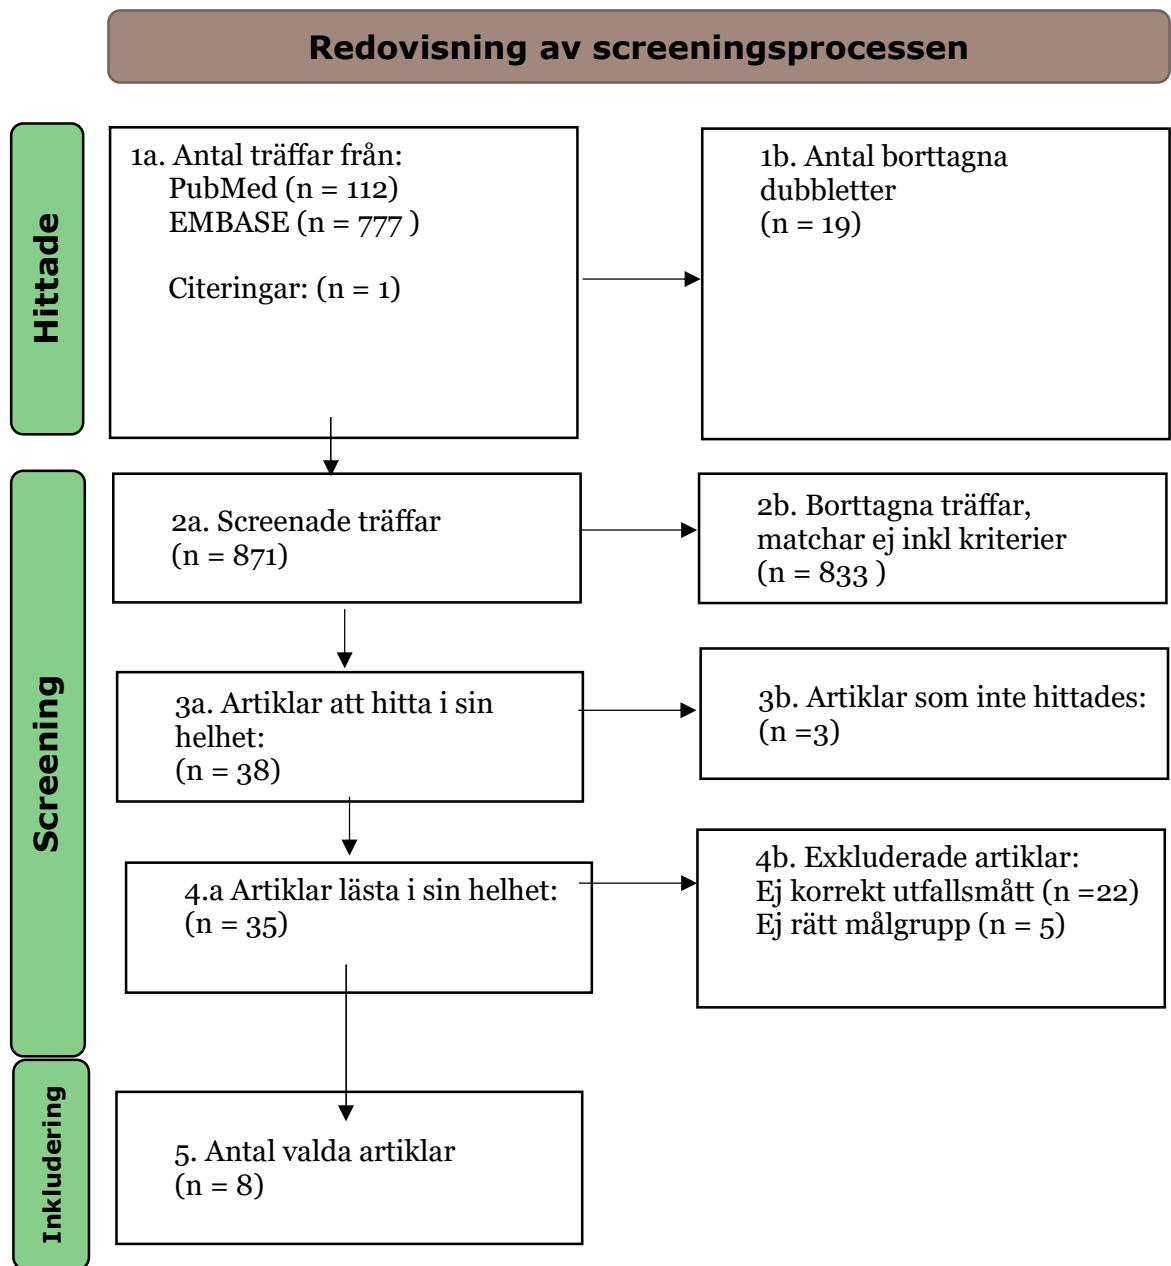 Redovisning av screeningsprocessen
Hittade
1a. Antal träffar från:
PubMed (n = 112)
EMBASE (n = 777 )
Citeringar: (n = 1)
1b. Antal borttagna
dubbletter
(n = 19)
Screening
2a. Screenade träffar
(n = 871)
2b. Borttagna träffar,
matchar ej inkl kriterier
(n = 833 )
3a. Artiklar att hitta i sin
helhet:
(n = 38)
3b. Artiklar som inte hittades:
(n =3)
4.a Artiklar lästa i sin helhet:
(n = 35)
4b. Exkluderade artiklar:
Ej korrekt utfallsmått (n =22)
Ej rätt målgrupp (n = 5)
Inkludering
5. Antal valda artiklar
(n = 8)